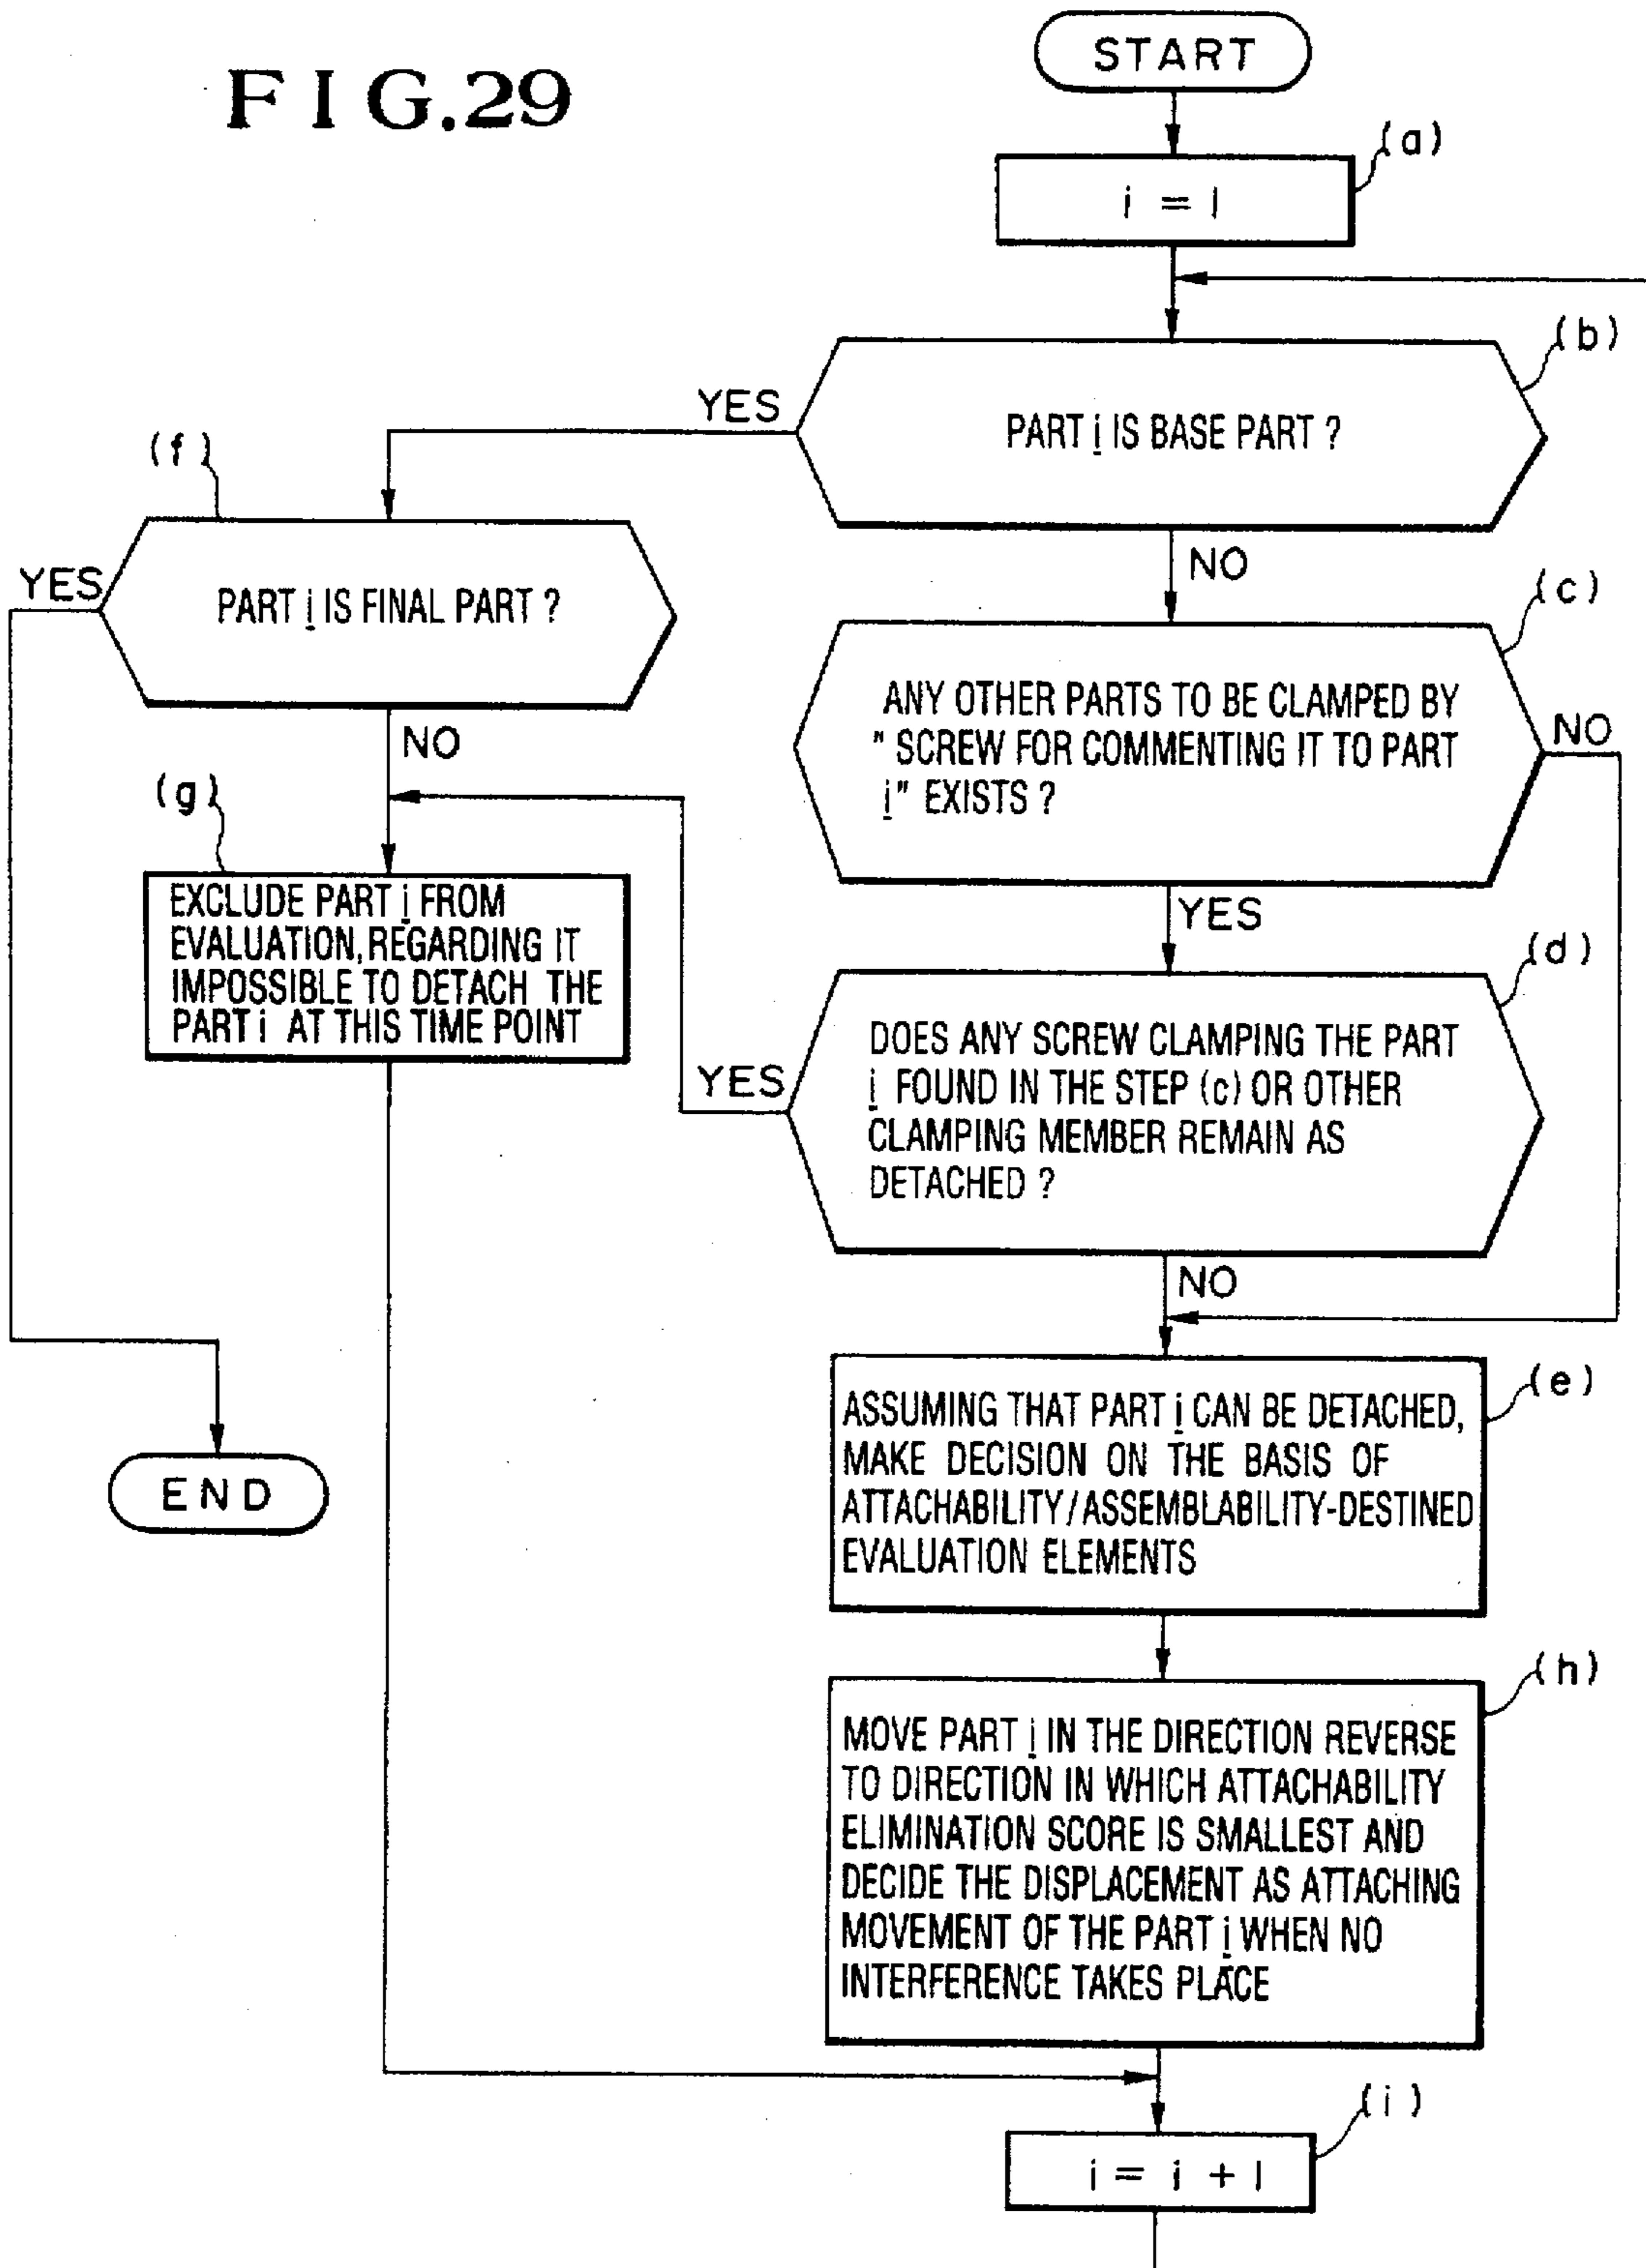 FIG.29
START
(a)
i = 1
(b)
PART i IS BASE PART ?
YES
NO
(f)
PART i IS FINAL PART ?
YES
NO
(c)
ANY OTHER PARTS TO BE CLAMPED BY
" SCREW FOR COMMENTING IT TO PART
i" EXISTS ?
NO
YES
(g)
EXCLUDE PART i FROM
EVALUATION, REGARDING IT
IMPOSSIBLE TO DETACH THE
PART i AT THIS TIME POINT
(d)
DOES ANY SCREW CLAMPING THE PART
i FOUND IN THE STEP (c) OR OTHER
CLAMPING MEMBER REMAIN AS
DETACHED ?
YES
NO
(e)
ASSUMING THAT PART i CAN BE DETACHED,
MAKE DECISION ON THE BASIS OF
ATTACHABILITY/ASSEMBLABILITY-DESTINED
EVALUATION ELEMENTS
END
(h)
MOVE PART i IN THE DIRECTION REVERSE
TO DIRECTION IN WHICH ATTACHABILITY
ELIMINATION SCORE IS SMALLEST AND
DECIDE THE DISPLACEMENT AS ATTACHING
MOVEMENT OF THE PART i WHEN NO
INTERFERENCE TAKES PLACE
(i)
i = i + 1